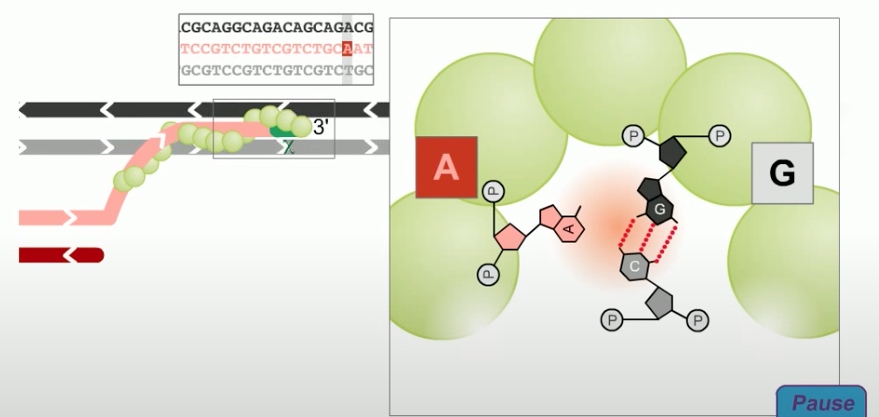 CGCAGGCAGACAGCAGACG
TCCGTCTGTCGTCTGCAAT
GCGTCCGTCTGTCGTCTGC
3'
χ
A
G
P P
P
G
A
C
P
P P
Pause